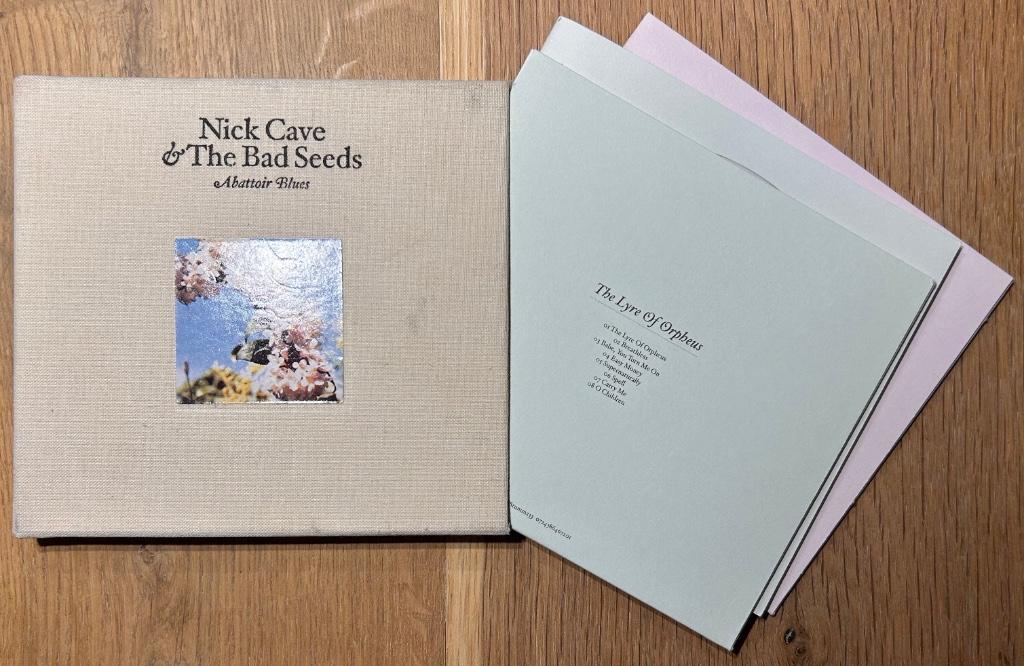 Nick Cave
& The Bad Seeds
Abattoir Blues
The Lyre Of Orpheus
01 The Lyre Of Orpheus
02 Breathless
03 Babe, You Turn Me On
04 Easy Money
05 Supernaturally
06 Spell
07 Carry Me
08 O Children